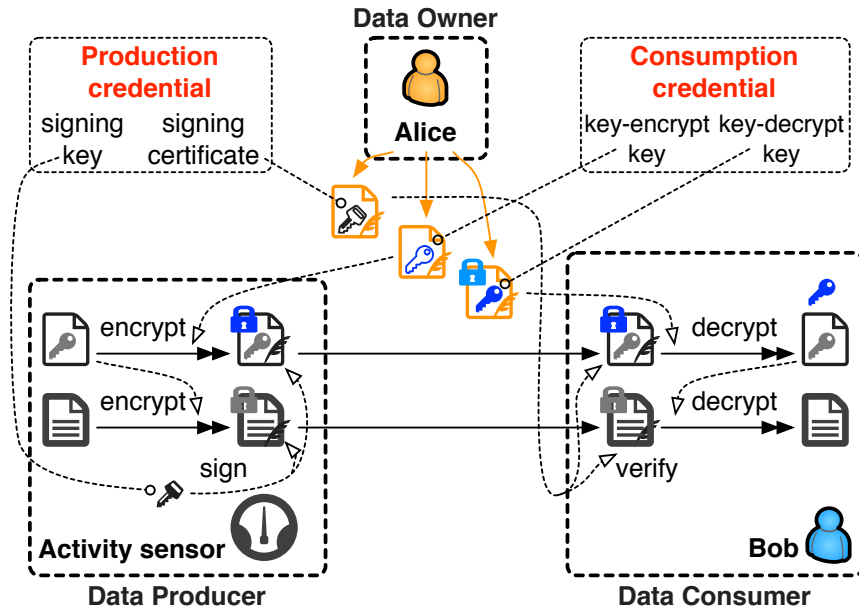 Data Owner
Production
credential
signing signing
key certificate
Alice
Consumption
credential
key-encrypt key-decrypt
key key
encrypt
encrypt
sign
Activity sensor
Data Producer
decrypt
decrypt
verify
Bob
Data Consumer